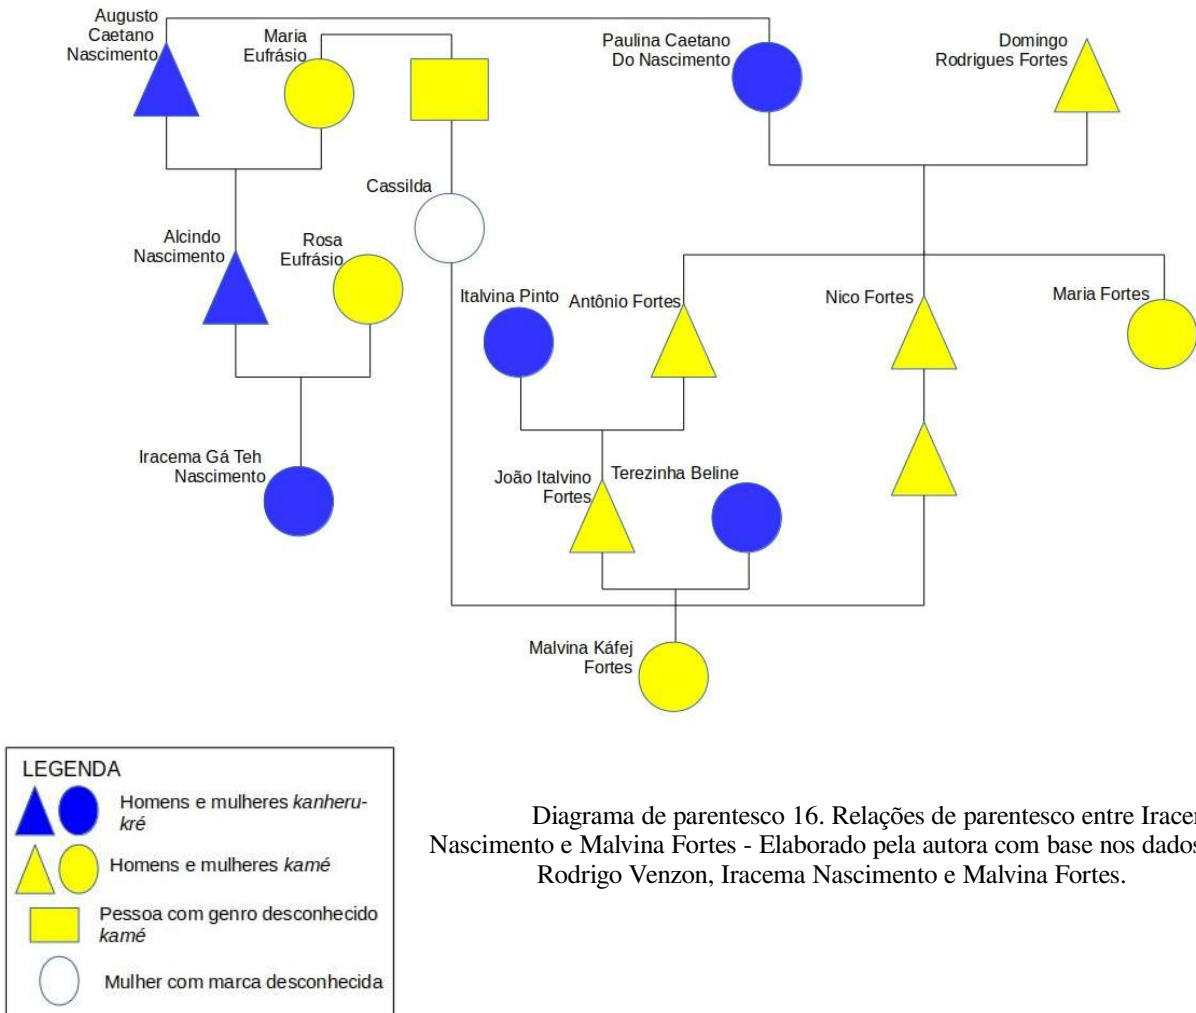 Augusto
Caetano
Nascimento
Maria
Eufrásio
Paulina Caetano
Do Nascimento
Domingo
Rodrigues Fortes
Cassilda
Alcindo
Nascimento
Rosa
Eufrásio
Italvina Pinto
Antônio Fortes
Nico Fortes
Maria Fortes
Iracema Gá Teh
Nascimento
João Italvino
Fortes
Terezinha Beline
Malvina Káfej
Fortes
LEGENDA
Homens e mulheres kanheru-
kré
Homens e mulheres kamé
Pessoa com genro desconhecido
kamé
Mulher com marca desconhecida
Diagrama de parentesco 16. Relações de parentesco entre
Nascimento e Malvina Fortes - Elaborado pela autora com base nos dados
Rodrigo Venzon, Iracema Nascimento e Malvina Fortes.